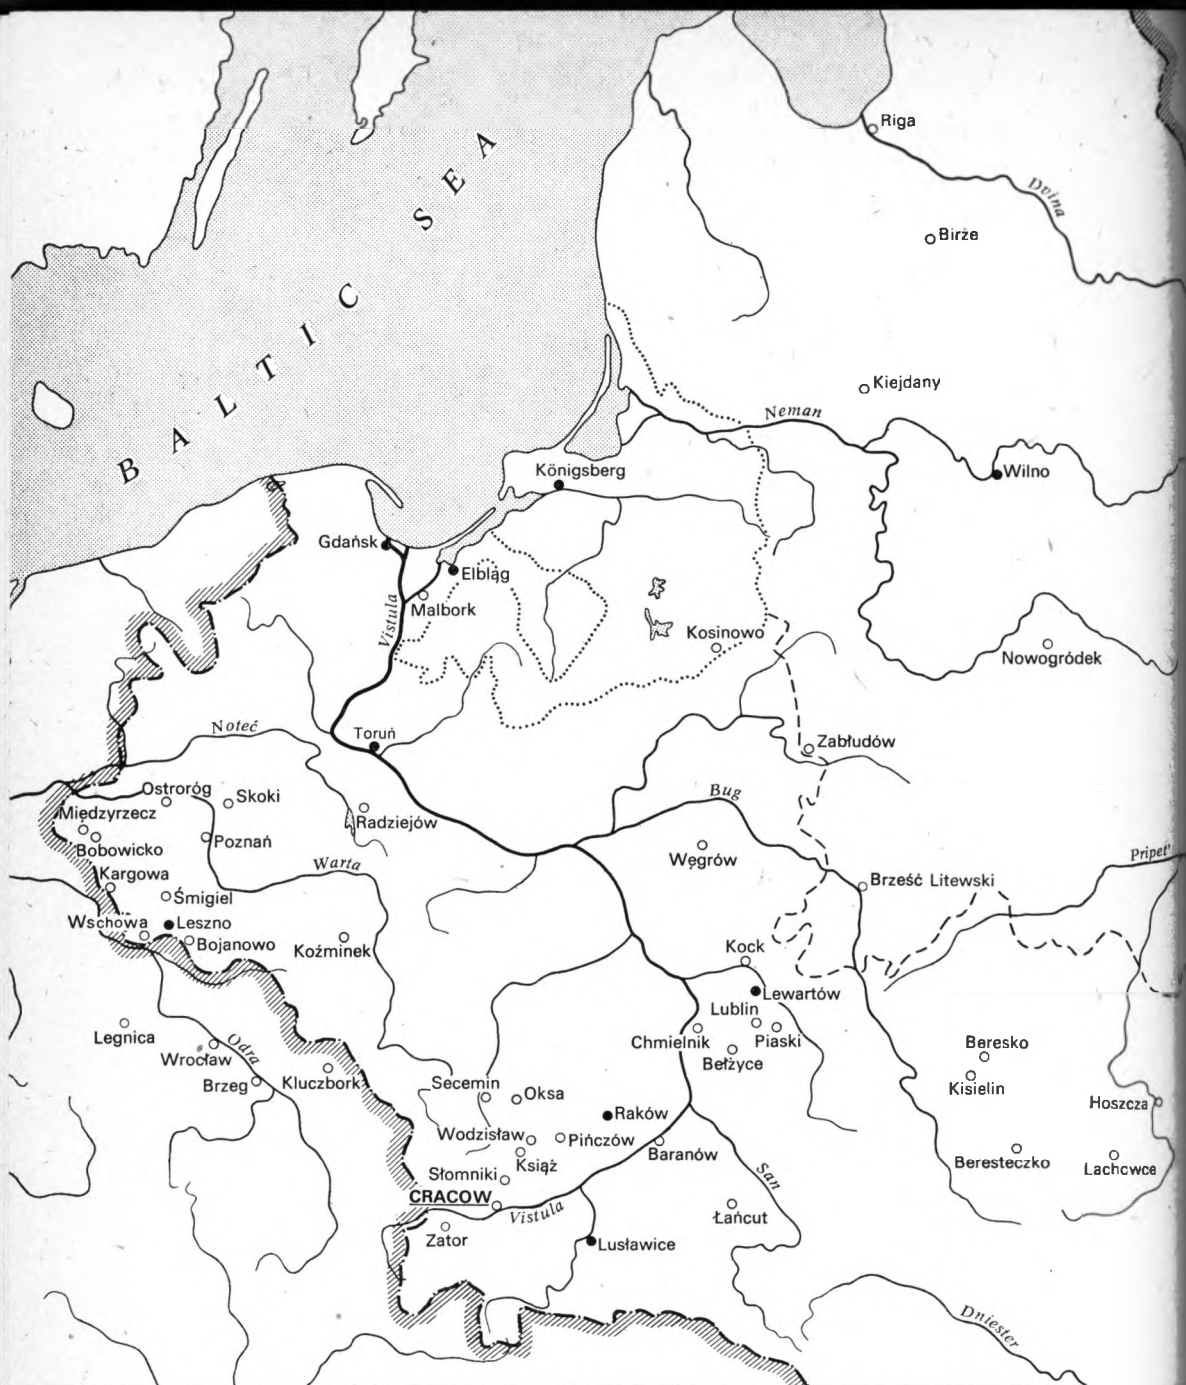 BALTIC SEA
Riga
Dvina
Birże
Kiejdany
Neman
Wilno
Königsberg
Gdańsk
Elbląg
Malbork
Vistula
Kosinowo
Nowogródek
Toruń
Noteć
Zabłudów
Ostroróg
Skoki
Międzyrzecz
Radziejów
Bug
Bobowicko
Poznań
Węgrów
Pripet'
Kargowa
Warta
Brześć Litewski
Śmigiel
Wschowa
Leszno
Bojanowo
Koźminek
Kock
Lewartów
Lublin
Legnica
Odra
Chmielnik
Piaski
Wrocław
Bełżyce
Beresko
Brzeg
Kluczbork
Secemin
Oksa
Kisielin
Hoszcza
Raków
Wodzisław
Pińczów
Baranów
Książ
Beresteczko
Lachcwce
Słomniki
San
CRACOW
Vistula
Łańcut
Zator
Lusławice
Dniester